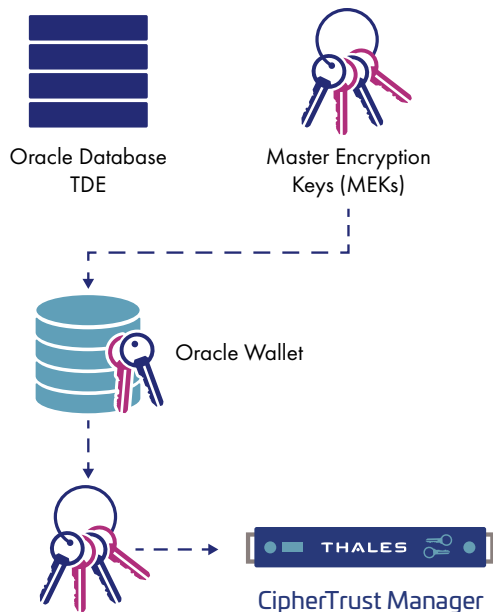 Oracle Database
TDE
Master Encryption
Keys (MEKs)
Oracle Wallet
THALES
CipherTrust Manager